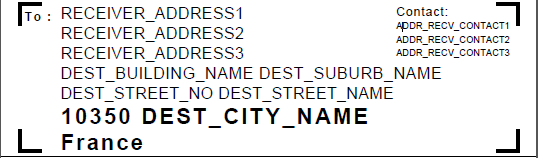 To : RECEIVER_ADDRESS1
RECEIVER_ADDRESS2
RECEIVER_ADDRESS3
DEST_BUILDING_NAME DEST_SUBURB_NAME
DEST_STREET_NO DEST_STREET_NAME
10350 DEST_CITY_NAME
France
Contact:
ADDR_RECV_CONTACT1
ADDR_RECV_CONTACT2
ADDR_RECV_CONTACT3